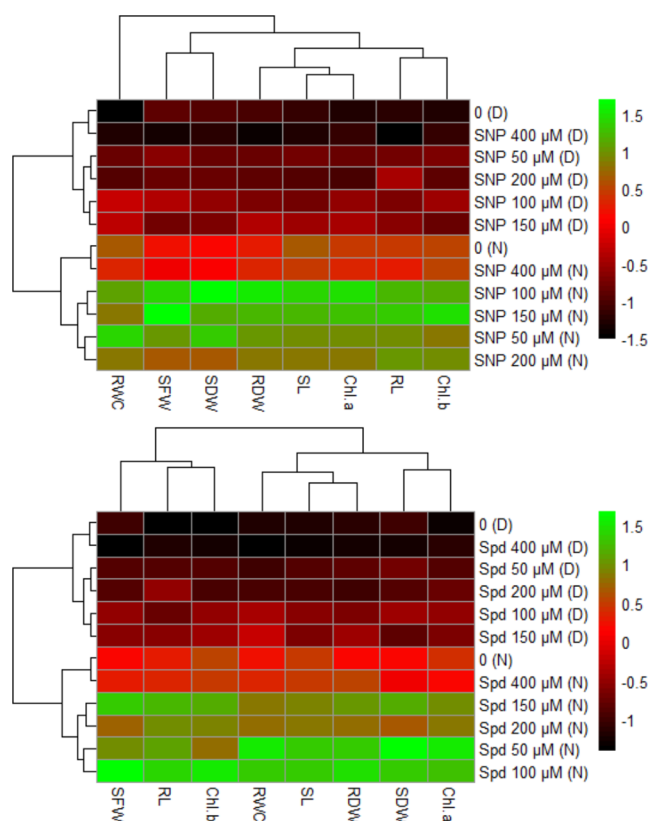 0 (D)
SNP 400 µM (D)
SNP 50 µM (D)
SNP 200 µM (D)
SNP 100 µM (D)
SNP 150 µM (D)
0 (N)
SNP 400 µM (N)
SNP 100 µM (N)
SNP 150 µM (N)
SNP 50 µM (N)
SNP 200 µM (N)
RWC SFW SDW RDW SL Chl.a RL Chl.b
1.5
1
0.5
0
-0.5
-1
-1.5
0 (D)
Spd 400 µM (D)
Spd 50 µM (D)
Spd 200 µM (D)
Spd 100 µM (D)
Spd 150 µM (D)
0 (N)
Spd 400 µM (N)
Spd 150 µM (N)
Spd 200 µM (N)
Spd 50 µM (N)
Spd 100 µM (N)
SFW RL Chl.b RWC SL RDW SDW Chl.a
1.5
1
0.5
0
-0.5
-1